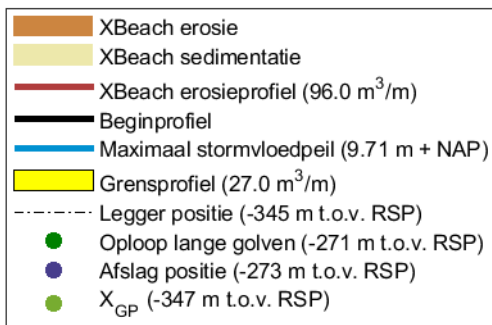 XBeach erosie
XBeach sedimentatie
XBeach erosieprofiel (96.0 m³/m)
Beginprofiel
Maximaal stormvloedpeil (9.71 m + NAP)
Grensprofiel (27.0 m³/m)
Legger positie (-345 m t.o.v. RSP)
Oploop lange golven (-271 m t.o.v. RSP)
Afslag positie (-273 m t.o.v. RSP)
X_GP (-347 m t.o.v. RSP)